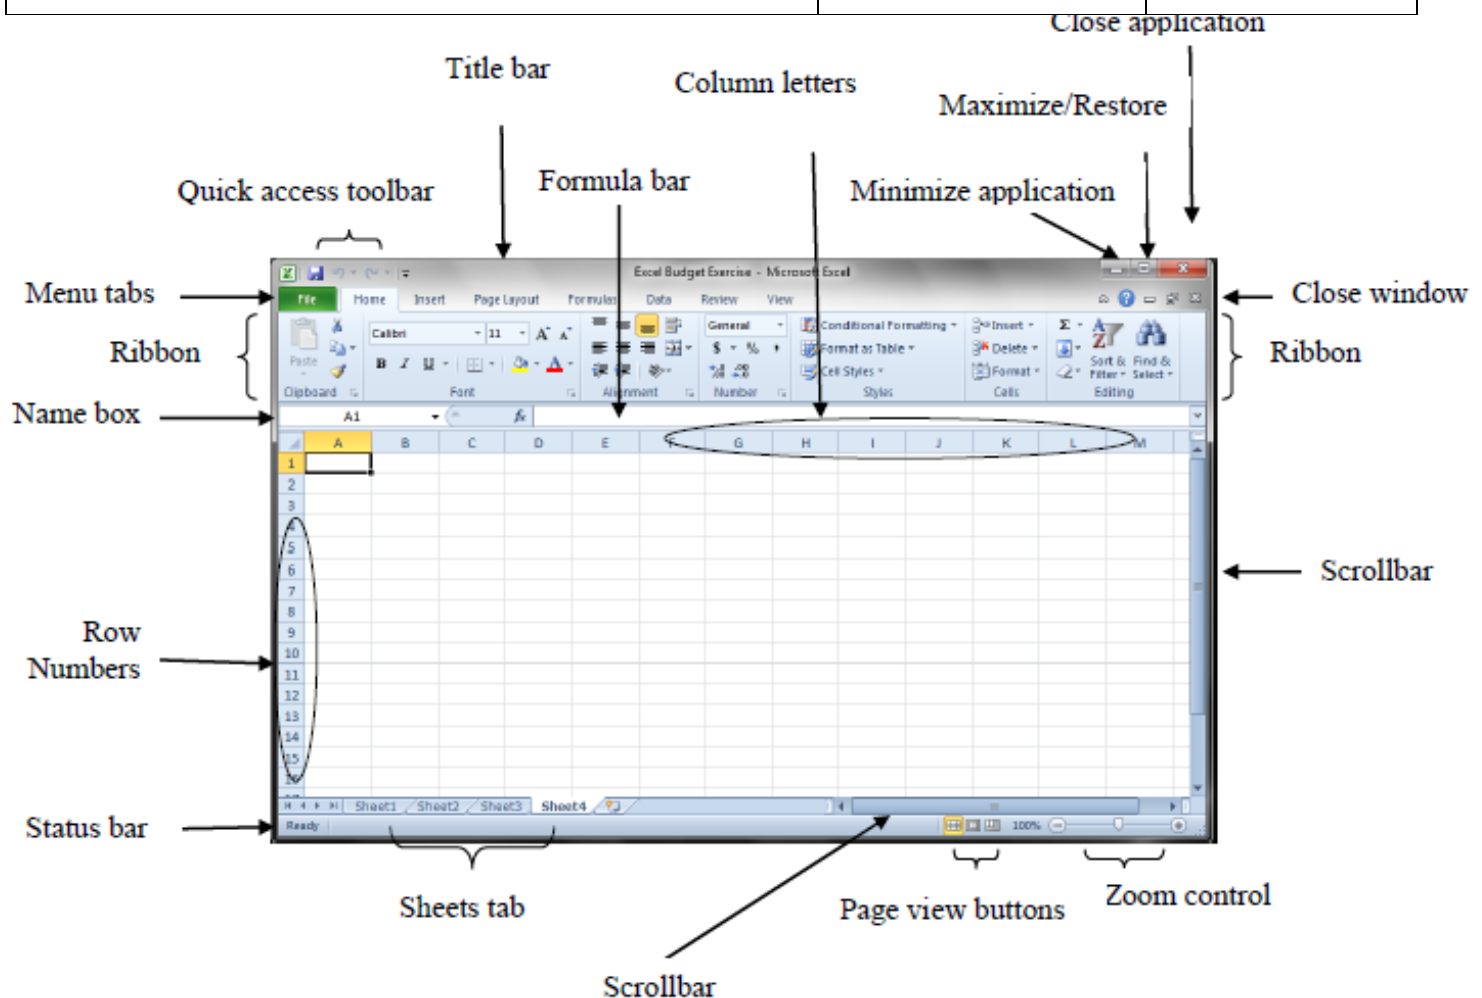 Close application
Title bar
Column letters
Maximize/Restore
Quick access toolbar
Formula bar
Minimize application
Excel Budget Exercise - Microsoft Excel
Menu tabs
File Home Insert Page Layout Formulas Data Review View
Close window
Ribbon
Paste
Calibri 11
General
Conditional Formatting
Format as Table
Cell Styles
Insert
Delete
Format
Sort & Filter
Find & Select
Ribbon
Clipboard Font Alignment Number Styles Cells Editing
Name box
A1 fx
A B C D E F G H I J K L M
1
2
3
4
5
6
7
8
9
10
11
12
13
14
15
16
Scrollbar
Row
Numbers
Sheet1 Sheet2 Sheet3 Sheet4
Status bar
Ready 100%
Sheets tab
Page view buttons
Zoom control
Scrollbar